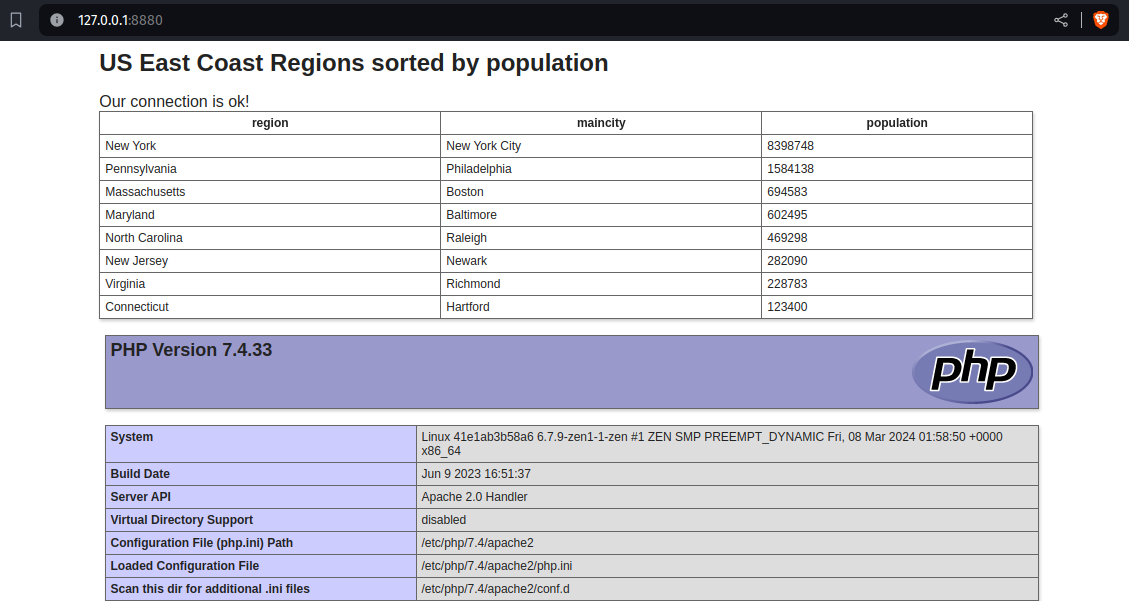 127.0.0.1:8880
US East Coast Regions sorted by population
Our connection is ok!
region maincity population
New York New York City 8398748
Pennsylvania Philadelphia 1584138
Massachusetts Boston 694583
Maryland Baltimore 602495
North Carolina Raleigh 469298
New Jersey Newark 282090
Virginia Richmond 228783
Connecticut Hartford 123400
PHP Version 7.4.33
php
System Linux 41e1ab3b58a6 6.7.9-zen1-1-zen #1 ZEN SMP PREEMPT_DYNAMIC Fri, 08 Mar 2024 01:58:50 +0000
x86_64
Build Date Jun 9 2023 16:51:37
Server API Apache 2.0 Handler
Virtual Directory Support disabled
Configuration File (php.ini) Path /etc/php/7.4/apache2
Loaded Configuration File /etc/php/7.4/apache2/php.ini
Scan this dir for additional .ini files /etc/php/7.4/apache2/conf.d